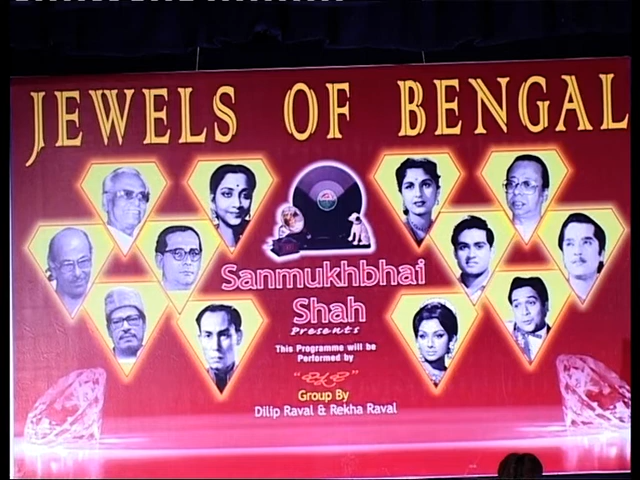 JEWELS OF BENGAL
Sanmukhbhai
Shah
Presents
This Programme will be
Performed by
Group By
Dilip Raval & Rekha Raval